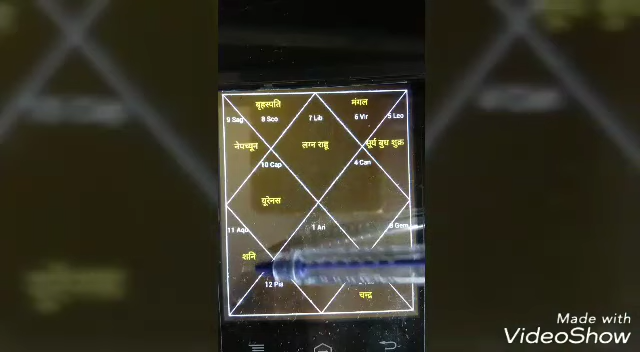 बृहस्पति
मंगल
9 Sag
8 Sco
7 Lib
6 Vir
5 Leo
नेपच्यून
लग्न राहू
सूर्य बुध शुक्र
10 Cap
4 Can
यूरेनस
11 Aqu
1 Ari
3 Gem
शनि
12 Psi
चन्द्र
Made with
VideoShow